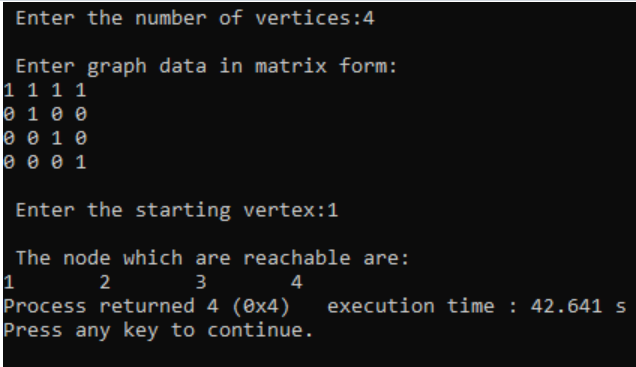 Enter the number of vertices:4
Enter graph data in matrix form:
1 1 1 1
0 1 0 0
0 0 1 0
0 0 0 1
Enter the starting vertex:1
The node which are reachable are:
1 2 3 4
Process returned 4 (0x4) execution time : 42.641 s
Press any key to continue.